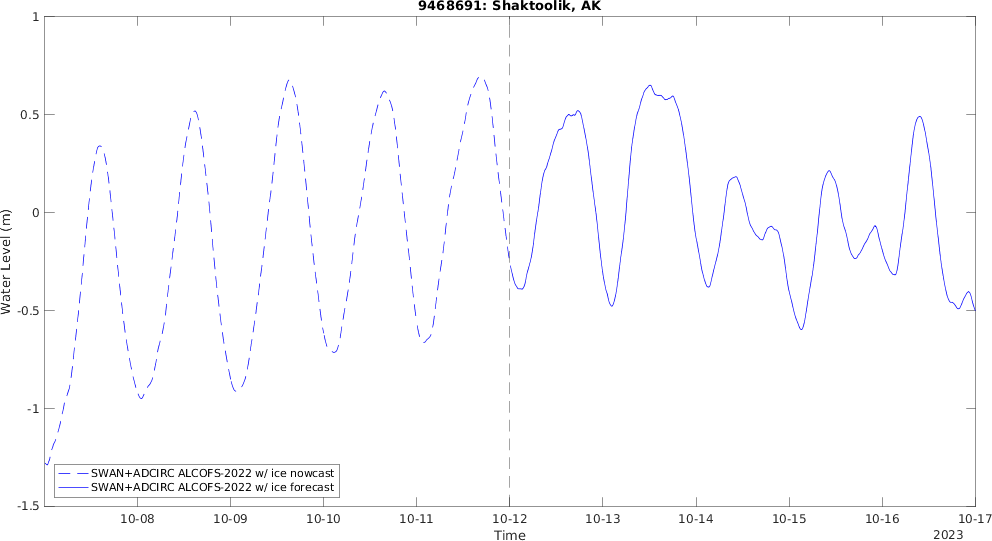 9468691: Shaktoolik, AK
1
0.5
0
-0.5
-1
-1.5
Water Level (m)
SWAN+ADCIRC ALCOFS-2022 w/ ice nowcast
SWAN+ADCIRC ALCOFS-2022 w/ ice forecast
10-08 10-09 10-10 10-11 10-12 10-13 10-14 10-15 10-16 10-17
Time
2023